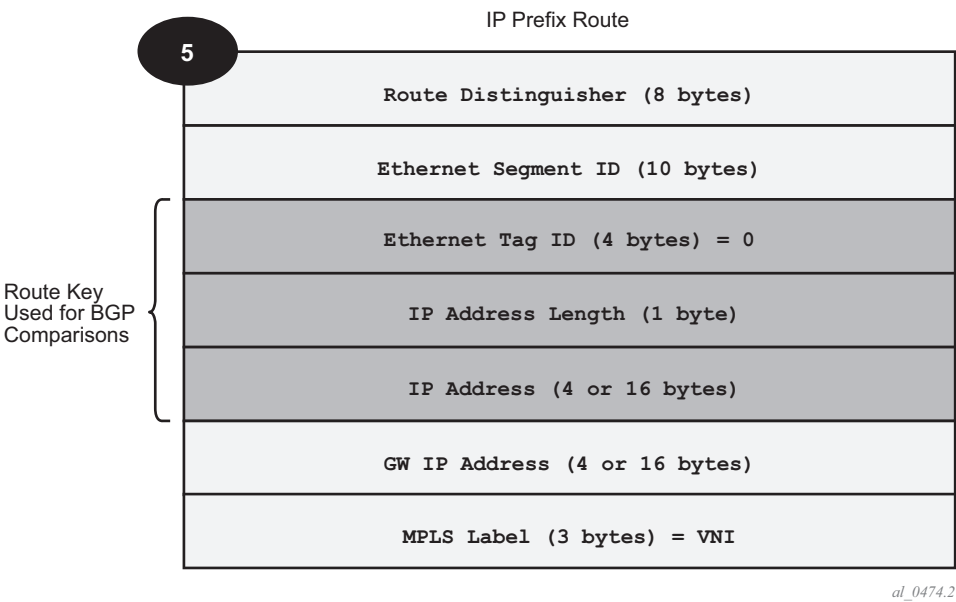 IP Prefix Route
5
Route Distinguisher (8 bytes)
Ethernet Segment ID (10 bytes)
Ethernet Tag ID (4 bytes) = 0
IP Address Length (1 byte)
IP Address (4 or 16 bytes)
GW IP Address (4 or 16 bytes)
MPLS Label (3 bytes) = VNI
Route Key
Used for BGP
Comparisons
al_0474.2